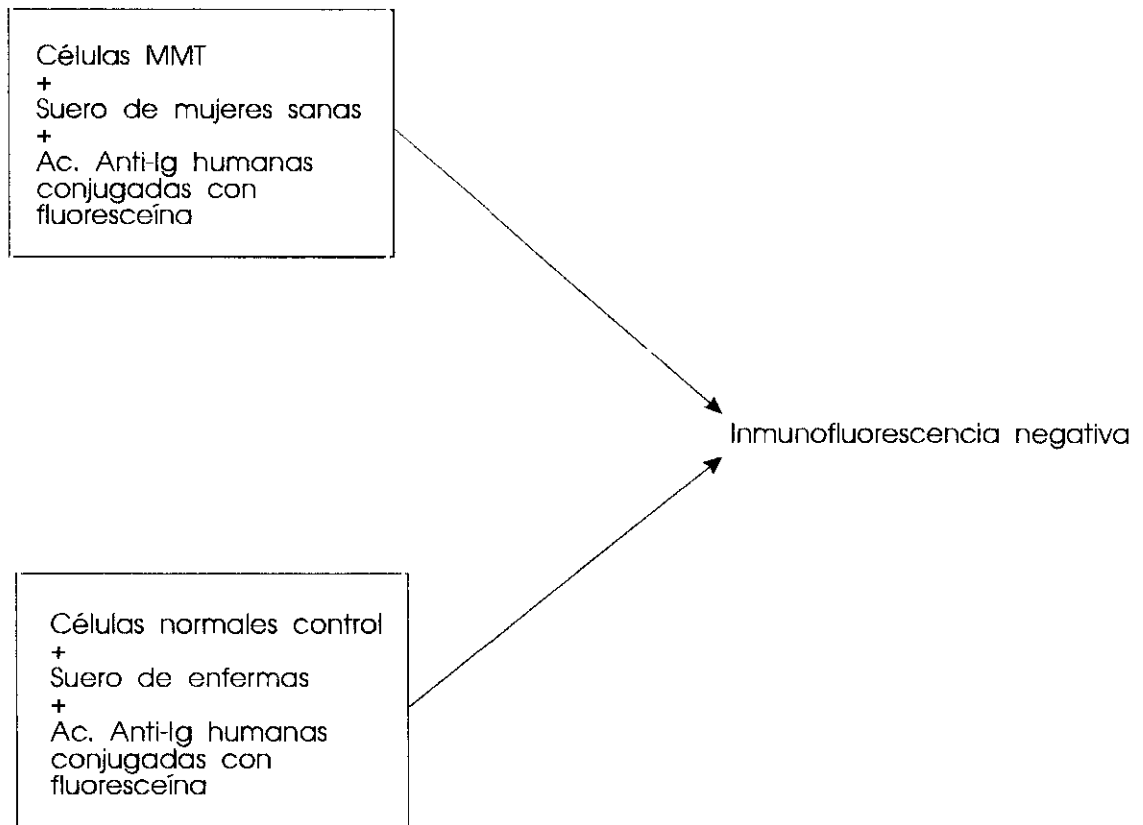 Células MMT
+
Suero de mujeres sanas
+
Ac. Anti-Ig humanas
conjugadas con
fluoresceína
Inmunofluorescencia negativa
Células normales control
+
Suero de enfermas
+
Ac. Anti-Ig humanas
conjugadas con
fluoresceína